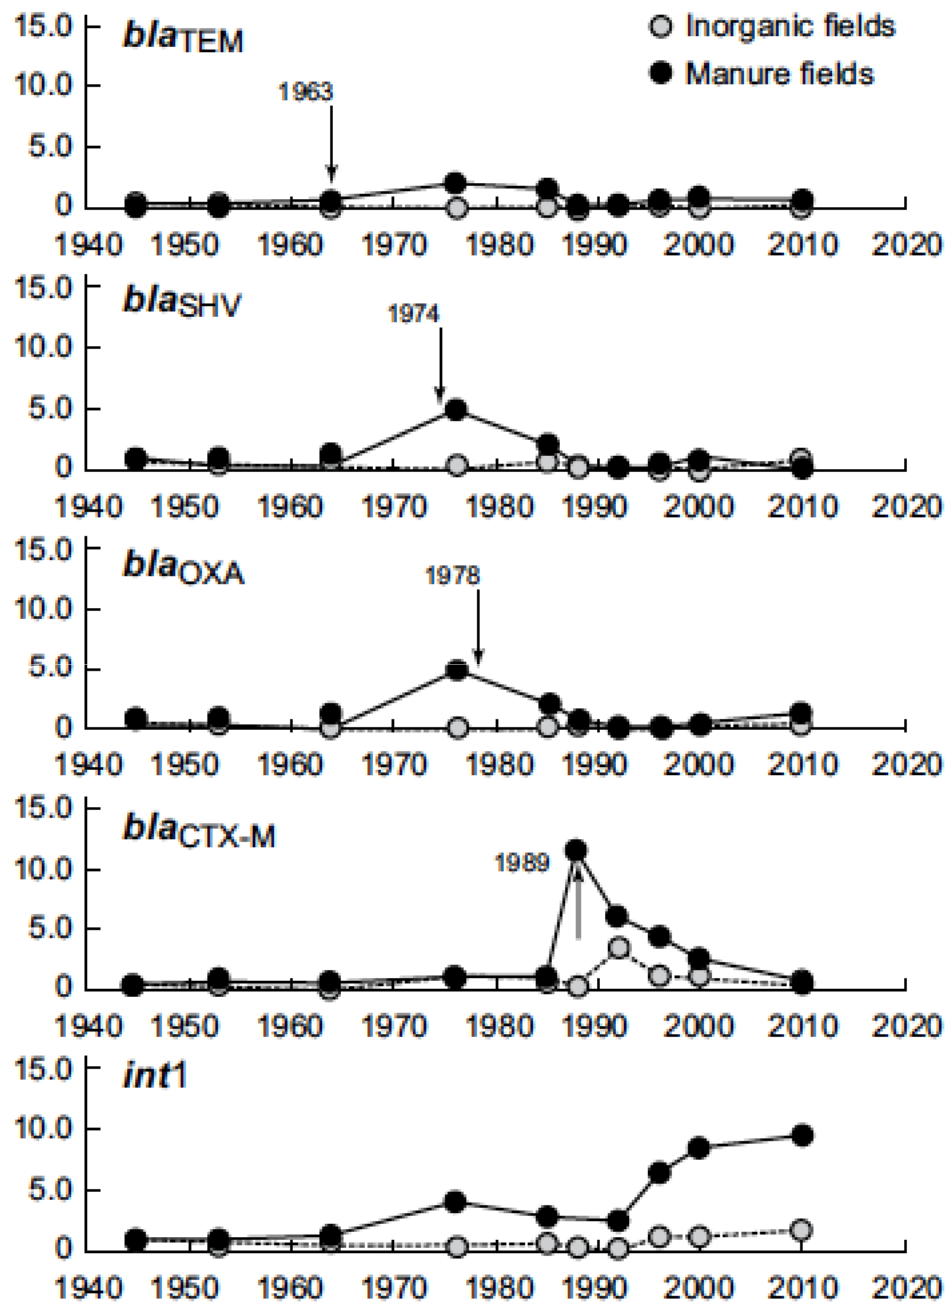 15.0 blaTEM Inorganic fields
10.0 1963 Manure fields
5.0
0
1940 1950 1960 1970 1980 1990 2000 2010 2020
15.0 blaSHV
10.0 1974
5.0
0
1940 1950 1960 1970 1980 1990 2000 2010 2020
15.0 blaOXA
10.0 1978
5.0
0
1940 1950 1960 1970 1980 1990 2000 2010 2020
15.0 blaCTX-M
10.0 1989
5.0
0
1940 1950 1960 1970 1980 1990 2000 2010 2020
15.0 int1
10.0
5.0
0
1940 1950 1960 1970 1980 1990 2000 2010 2020